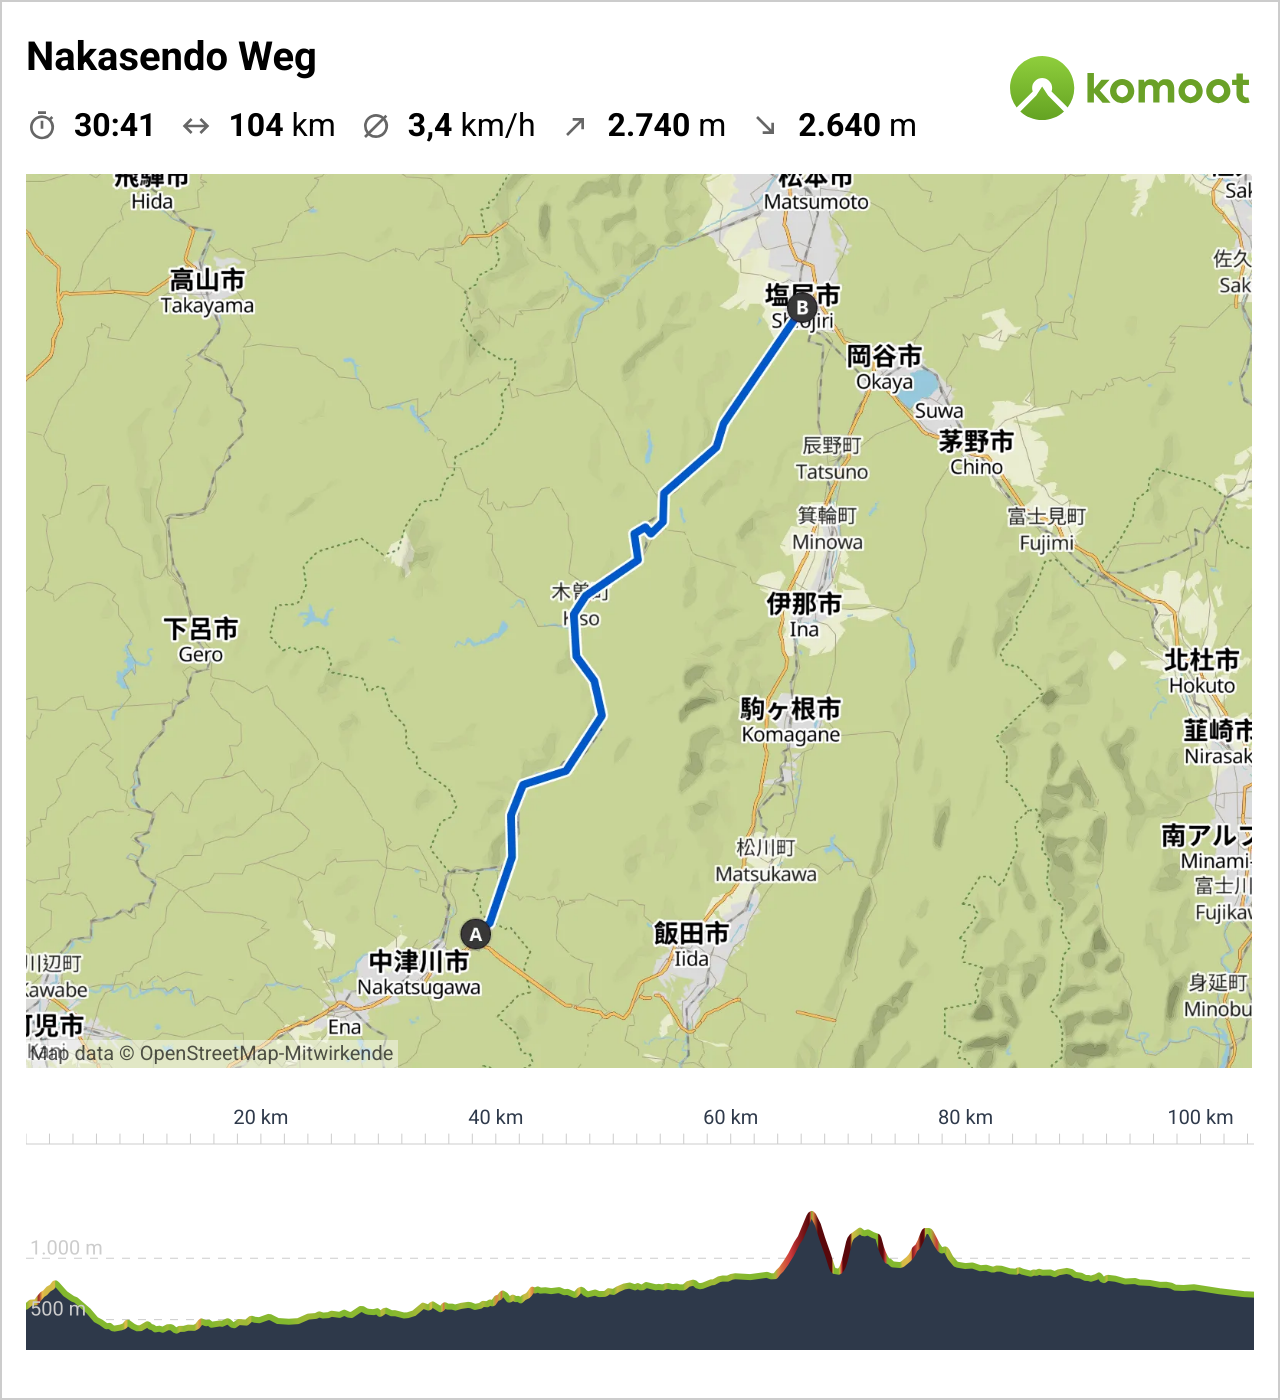 Nakasendo Weg
komoot
30:41
104 km
3,4 km/h
2.740 m
2.640 m
飛騨市
Hida
松本市
Matsumoto
Sak
高山市
Takayama
佐久
Sak
塩尻市
Shiojiri
B
岡谷市
Okaya
Suwa
茅野市
Chino
辰野町
Tatsuno
箕輪町
Minowa
富士見町
Fujimi
木曽町
Kiso
伊那市
Ina
下呂市
Gero
北杜市
Hokuto
駒ヶ根市
Komagane
韮崎市
Nirasak
南アルプ
Minami-
松川町
Matsukawa
富士川
Fujikaw
A
飯田市
Iida
中津川市
Nakatsugawa
川辺町
Kawabe
身延町
Minobu
Ena
可児市
Kani
Map data © OpenStreetMap-Mitwirkende
20 km
40 km
60 km
80 km
100 km
1.000 m
500 m